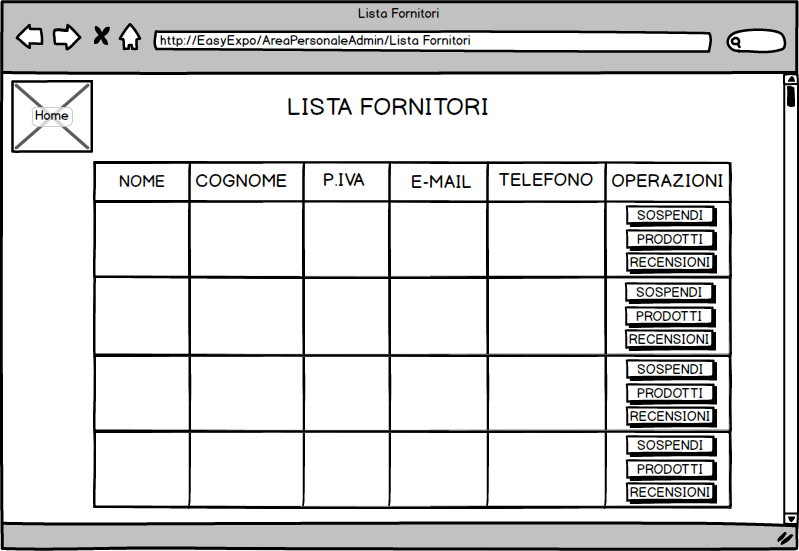 Lista Fornitori
http://EasyExpo/AreaPersonaleAdmin/Lista Fornitori
Home
LISTA FORNITORI
NOME COGNOME P.IVA E-MAIL TELEFONO OPERAZIONI
SOSPENDI
PRODOTTI
RECENSIONI
SOSPENDI
PRODOTTI
RECENSIONI
SOSPENDI
PRODOTTI
RECENSIONI
SOSPENDI
PRODOTTI
RECENSIONI